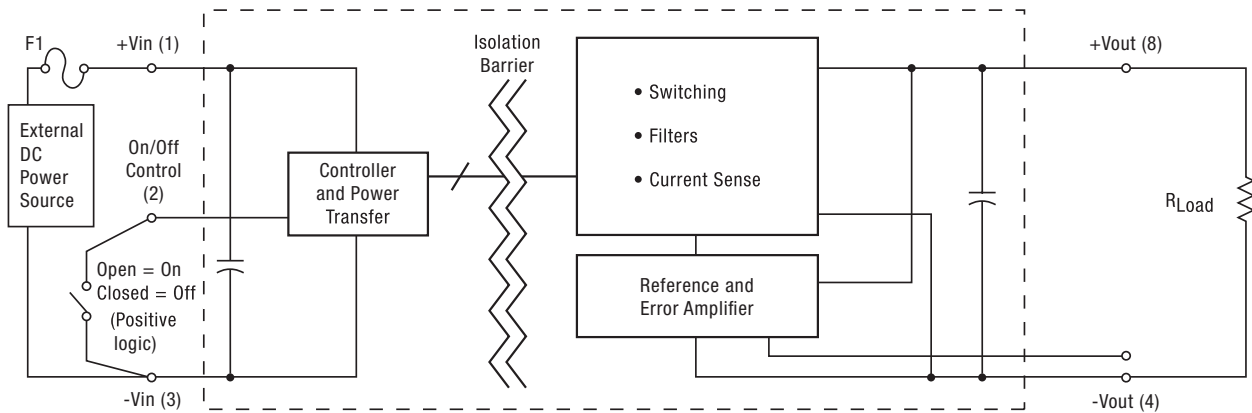 F1
+Vin (1)
External
DC
Power
Source
On/Off
Control
(2)
Open = On
Closed = Off
(Positive
logic)
-Vin (3)
Controller
and Power
Transfer
Isolation
Barrier
• Switching
• Filters
• Current Sense
Reference and
Error Amplifier
+Vout (8)
RLoad
-Vout (4)